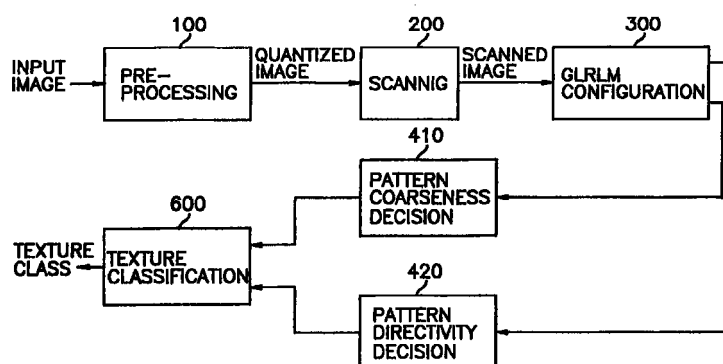 100
200
300
INPUT
IMAGE
PRE-
PROCESSING
QUANTIZED
IMAGE
SCANNIG
SCANNED
IMAGE
GLRLM
CONFIGURATION
410
PATTERN
COARSENESS
DECISION
600
TEXTURE
CLASS
TEXTURE
CLASSIFICATION
420
PATTERN
DIRECTIVITY
DECISION